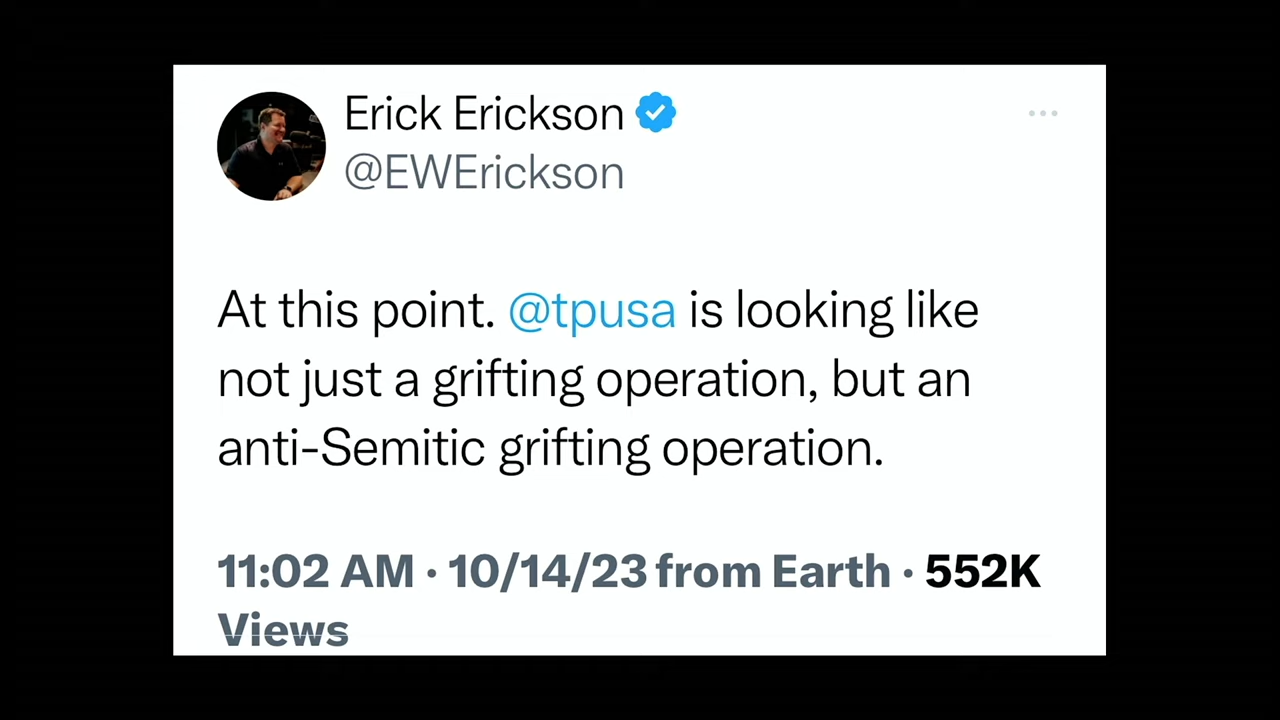 Erick Erickson
@EWErickson
At this point. @tpusa is looking like
not just a grifting operation, but an
anti-Semitic grifting operation.
11:02 AM · 10/14/23 from Earth · 552K
Views